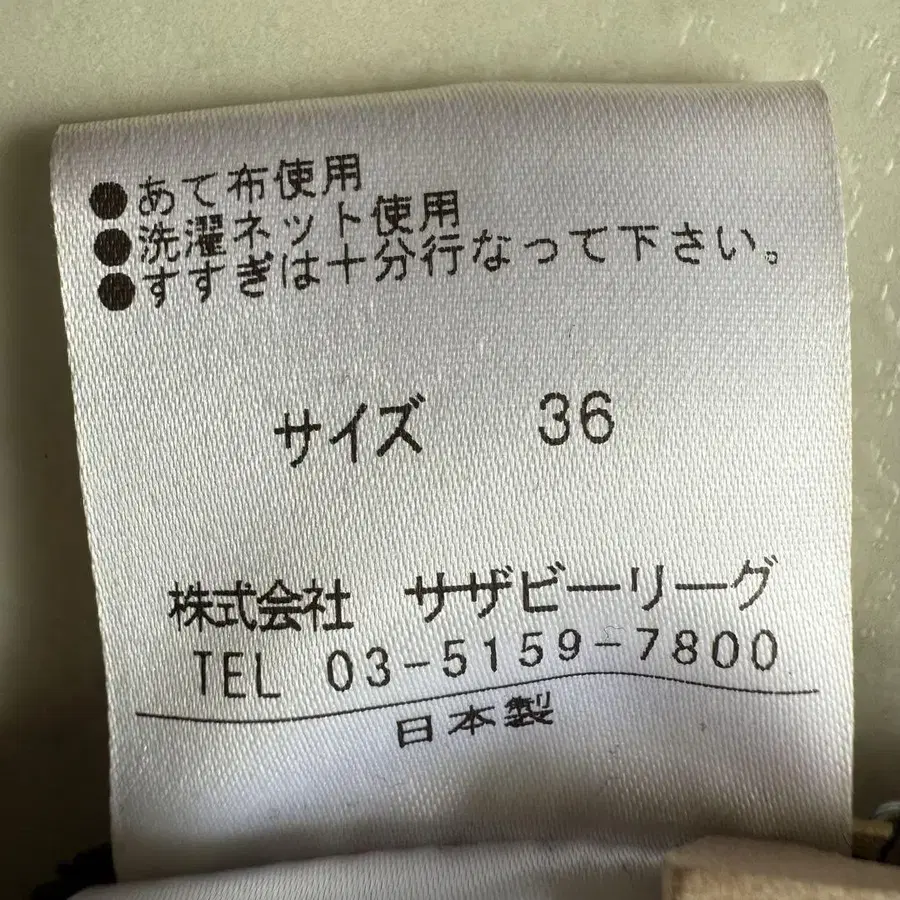 ●あて布使用
●洗濯ネット使用
●すすぎは十分行なって下さい。
サイズ 36
株式会社 サザビーリーグ
TEL 03-5159-7800
日本製